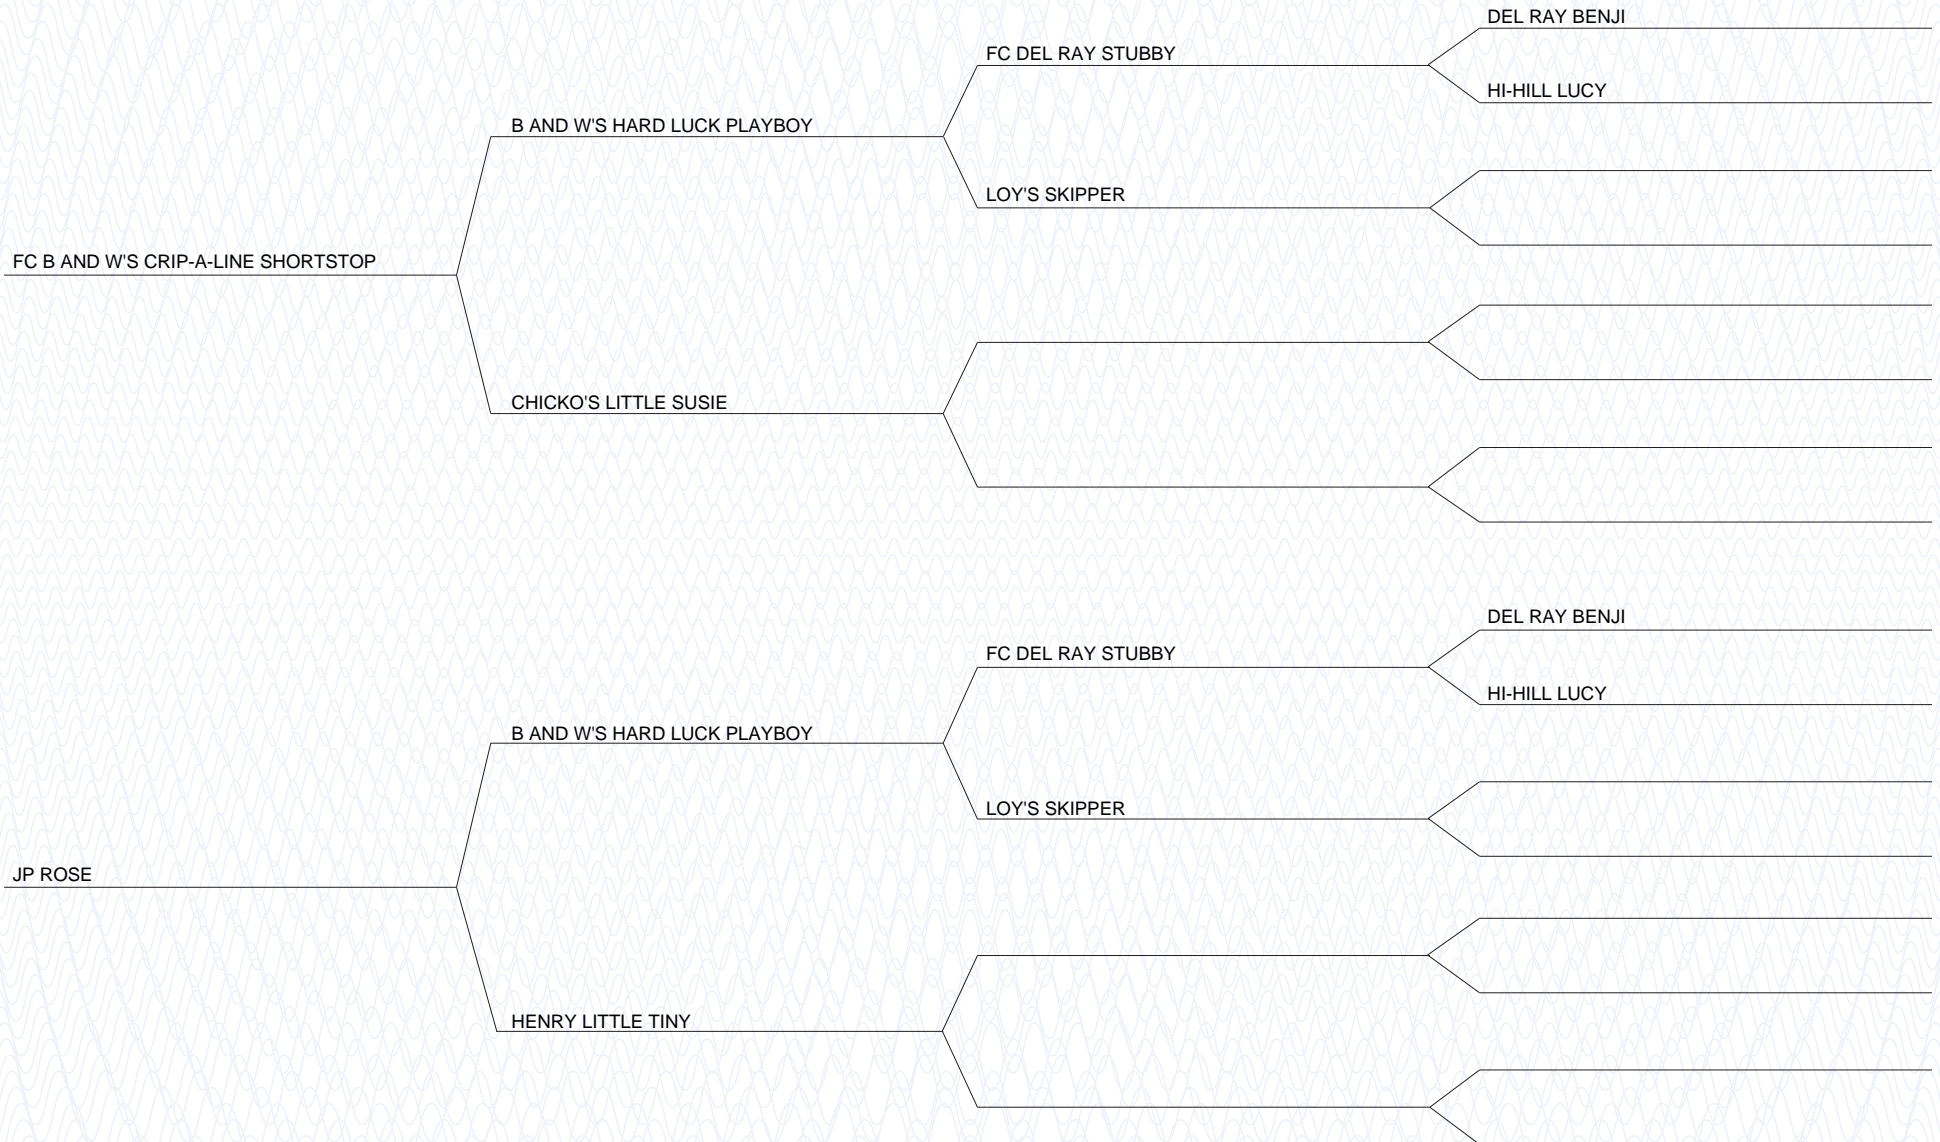 DEL RAY BENJI
FC DEL RAY STUBBY
HI-HILL LUCY
B AND W'S HARD LUCK PLAYBOY
LOY'S SKIPPER
FC B AND W'S CRIP-A-LINE SHORTSTOP
CHICKO'S LITTLE SUSIE
DEL RAY BENJI
FC DEL RAY STUBBY
HI-HILL LUCY
B AND W'S HARD LUCK PLAYBOY
LOY'S SKIPPER
JP ROSE
HENRY LITTLE TINY